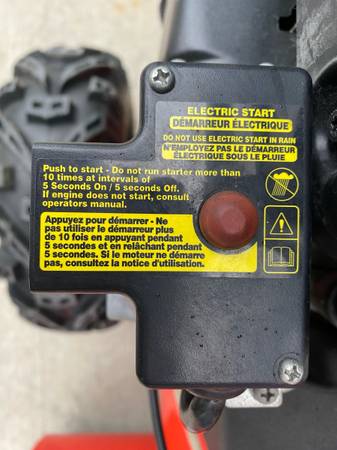 ELECTRIC START
DÉMARREUR ÉLECTRIQUE
DO NOT USE ELECTRIC START IN RAIN
N'EMPLOYEZ PAS LE DÉMARREUR
ÉLECTRIQUE SOUS LE PLUIE
Push to start - Do not run starter more than
10 times at intervals of
5 Seconds On / 5 seconds Off.
If engine does not start, consult
operators manual.
Appuyez pour démarrer - Ne
pas utiliser le démarreur plus
de 10 fois en appuyant pendant
5 secondes et en relâchant pendant
5 secondes. Si le moteur ne démarre
pas, consultez la notice d'utilisation.